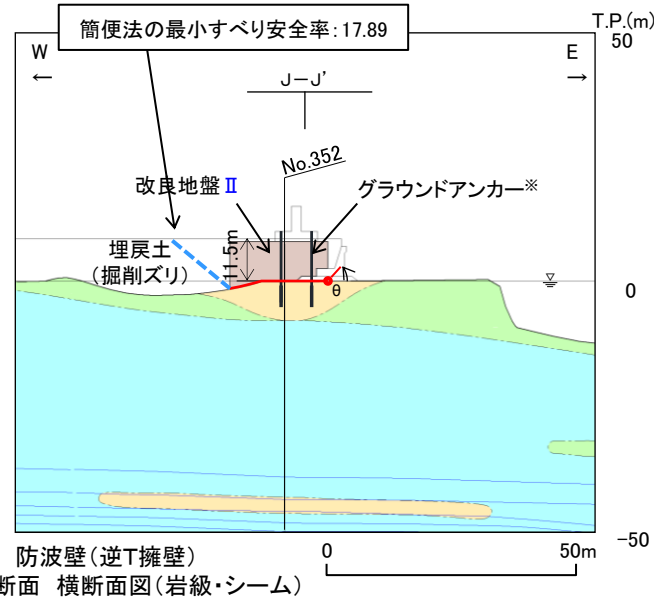 T.P.(m)
50
簡便法の最小すべり安全率:17.89
W
←
E
→
J－J’
No.352
改良地盤Ⅱ
グラウンドアンカー※
埋戻土
(掘削ズリ)
11.5m
θ
0
-50
防波壁(逆T擁壁)
0
50m
断面 横断面図(岩級・シーム)